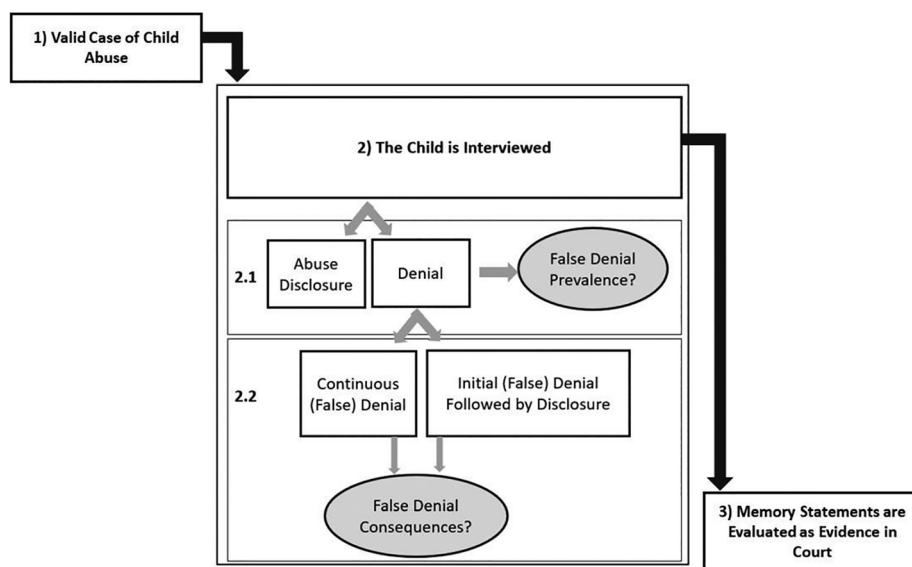 1) Valid Case of Child
Abuse
2) The Child is Interviewed
2.1
Abuse
Disclosure
Denial
False Denial
Prevalence?
2.2
Continuous
(False) Denial
Initial (False) Denial
Followed by Disclosure
False Denial
Consequences?
3) Memory Statements are
Evaluated as Evidence in
Court